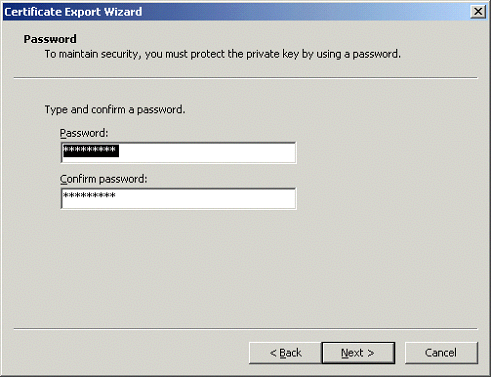 Certificate Export Wizard
Password
To maintain security, you must protect the private key by using a password.
Type and confirm a password.
Password:
*********
Confirm password:
*********
< Back
Next >
Cancel